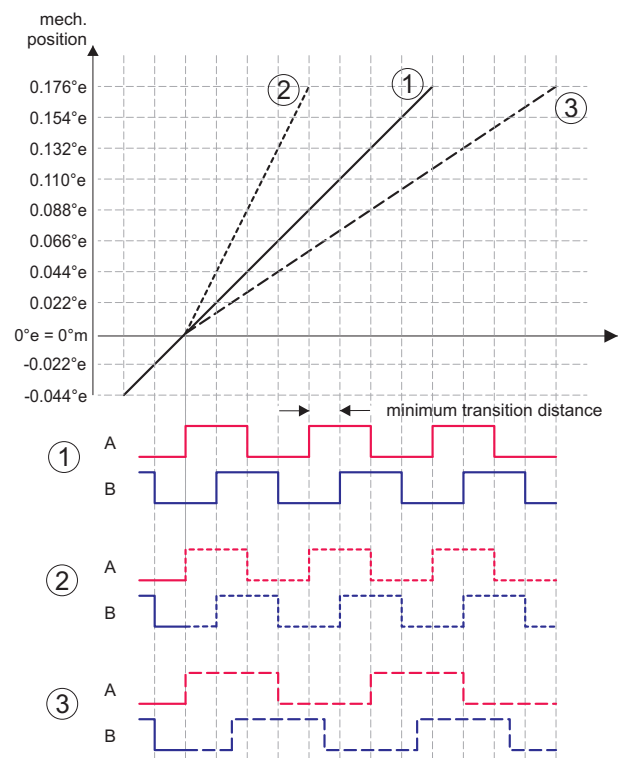 mech.
position
0.176°e
0.154°e
0.132°e
0.110°e
0.088°e
0.066°e
0.044°e
0.022°e
0°e = 0°m
-0.022°e
-0.044°e
2
1
3
minimum transition distance
1
A
B
2
A
B
3
A
B